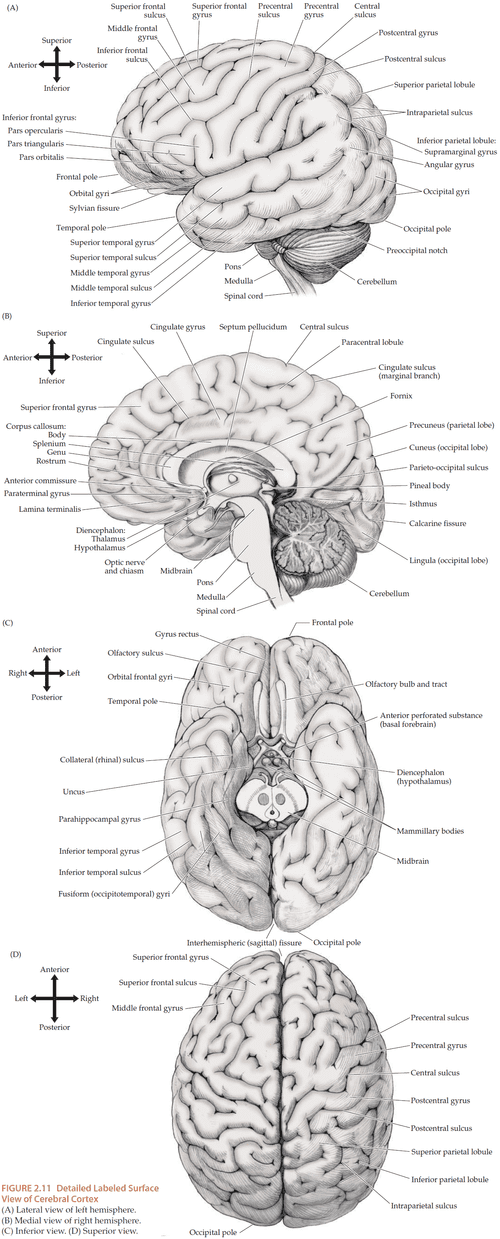 (A)
Superior frontal
sulcus
Superior frontal
gyrus
Precentral
sulcus
Precentral
gyrus
Central
sulcus
Middle frontal
gyrus
Inferior frontal
sulcus
Postcentral gyrus
Postcentral sulcus
Superior parietal lobule
Intraparietal sulcus
Inferior parietal lobule:
Supramarginal gyrus
Angular gyrus
Occipital gyri
Occipital pole
Preoccipital notch
Cerebellum
Superior
Anterior
Posterior
Inferior
Inferior frontal gyrus:
Pars opercularis
Pars triangularis
Pars orbitalis
Frontal pole
Orbital gyri
Sylvian fissure
Temporal pole
Superior temporal gyrus
Superior temporal sulcus
Middle temporal gyrus
Middle temporal sulcus
Inferior temporal gyrus
Pons
Medulla
Spinal cord
(B)
Superior
Anterior
Posterior
Inferior
Cingulate sulcus
Cingulate gyrus
Septum pellucidum
Central sulcus
Paracentral lobule
Cingulate sulcus
(marginal branch)
Fornix
Precuneus (parietal lobe)
Cuneus (occipital lobe)
Parieto-occipital sulcus
Pineal body
Isthmus
Calcarine fissure
Lingula (occipital lobe)
Cerebellum
Superior frontal gyrus
Corpus callosum:
Body
Splenium
Genu
Rostrum
Anterior commissure
Paraterminal gyrus
Lamina terminalis
Diencephalon:
Thalamus
Hypothalamus
Optic nerve
and chiasm
Midbrain
Pons
Medulla
Spinal cord
(C)
Anterior
Right
Left
Posterior
Gyrus rectus
Olfactory sulcus
Orbital frontal gyri
Temporal pole
Collateral (rhinal) sulcus
Uncus
Parahippocampal gyrus
Inferior temporal gyrus
Inferior temporal sulcus
Fusiform (occipitotemporal) gyri
Frontal pole
Olfactory bulb and tract
Anterior perforated substance
(basal forebrain)
Diencephalon
(hypothalamus)
Mammillary bodies
Midbrain
Interhemispheric (sagittal) fissure
Occipital pole
(D)
Anterior
Left
Right
Posterior
Superior frontal gyrus
Superior frontal sulcus
Middle frontal gyrus
Precentral sulcus
Precentral gyrus
Central sulcus
Postcentral gyrus
Postcentral sulcus
Superior parietal lobule
Inferior parietal lobule
Intraparietal sulcus
Occipital pole
FIGURE 2.11 Detailed Labeled Surface
View of Cerebral Cortex
(A) Lateral view of left hemisphere.
(B) Medial view of right hemisphere.
(C) Inferior view. (D) Superior view.